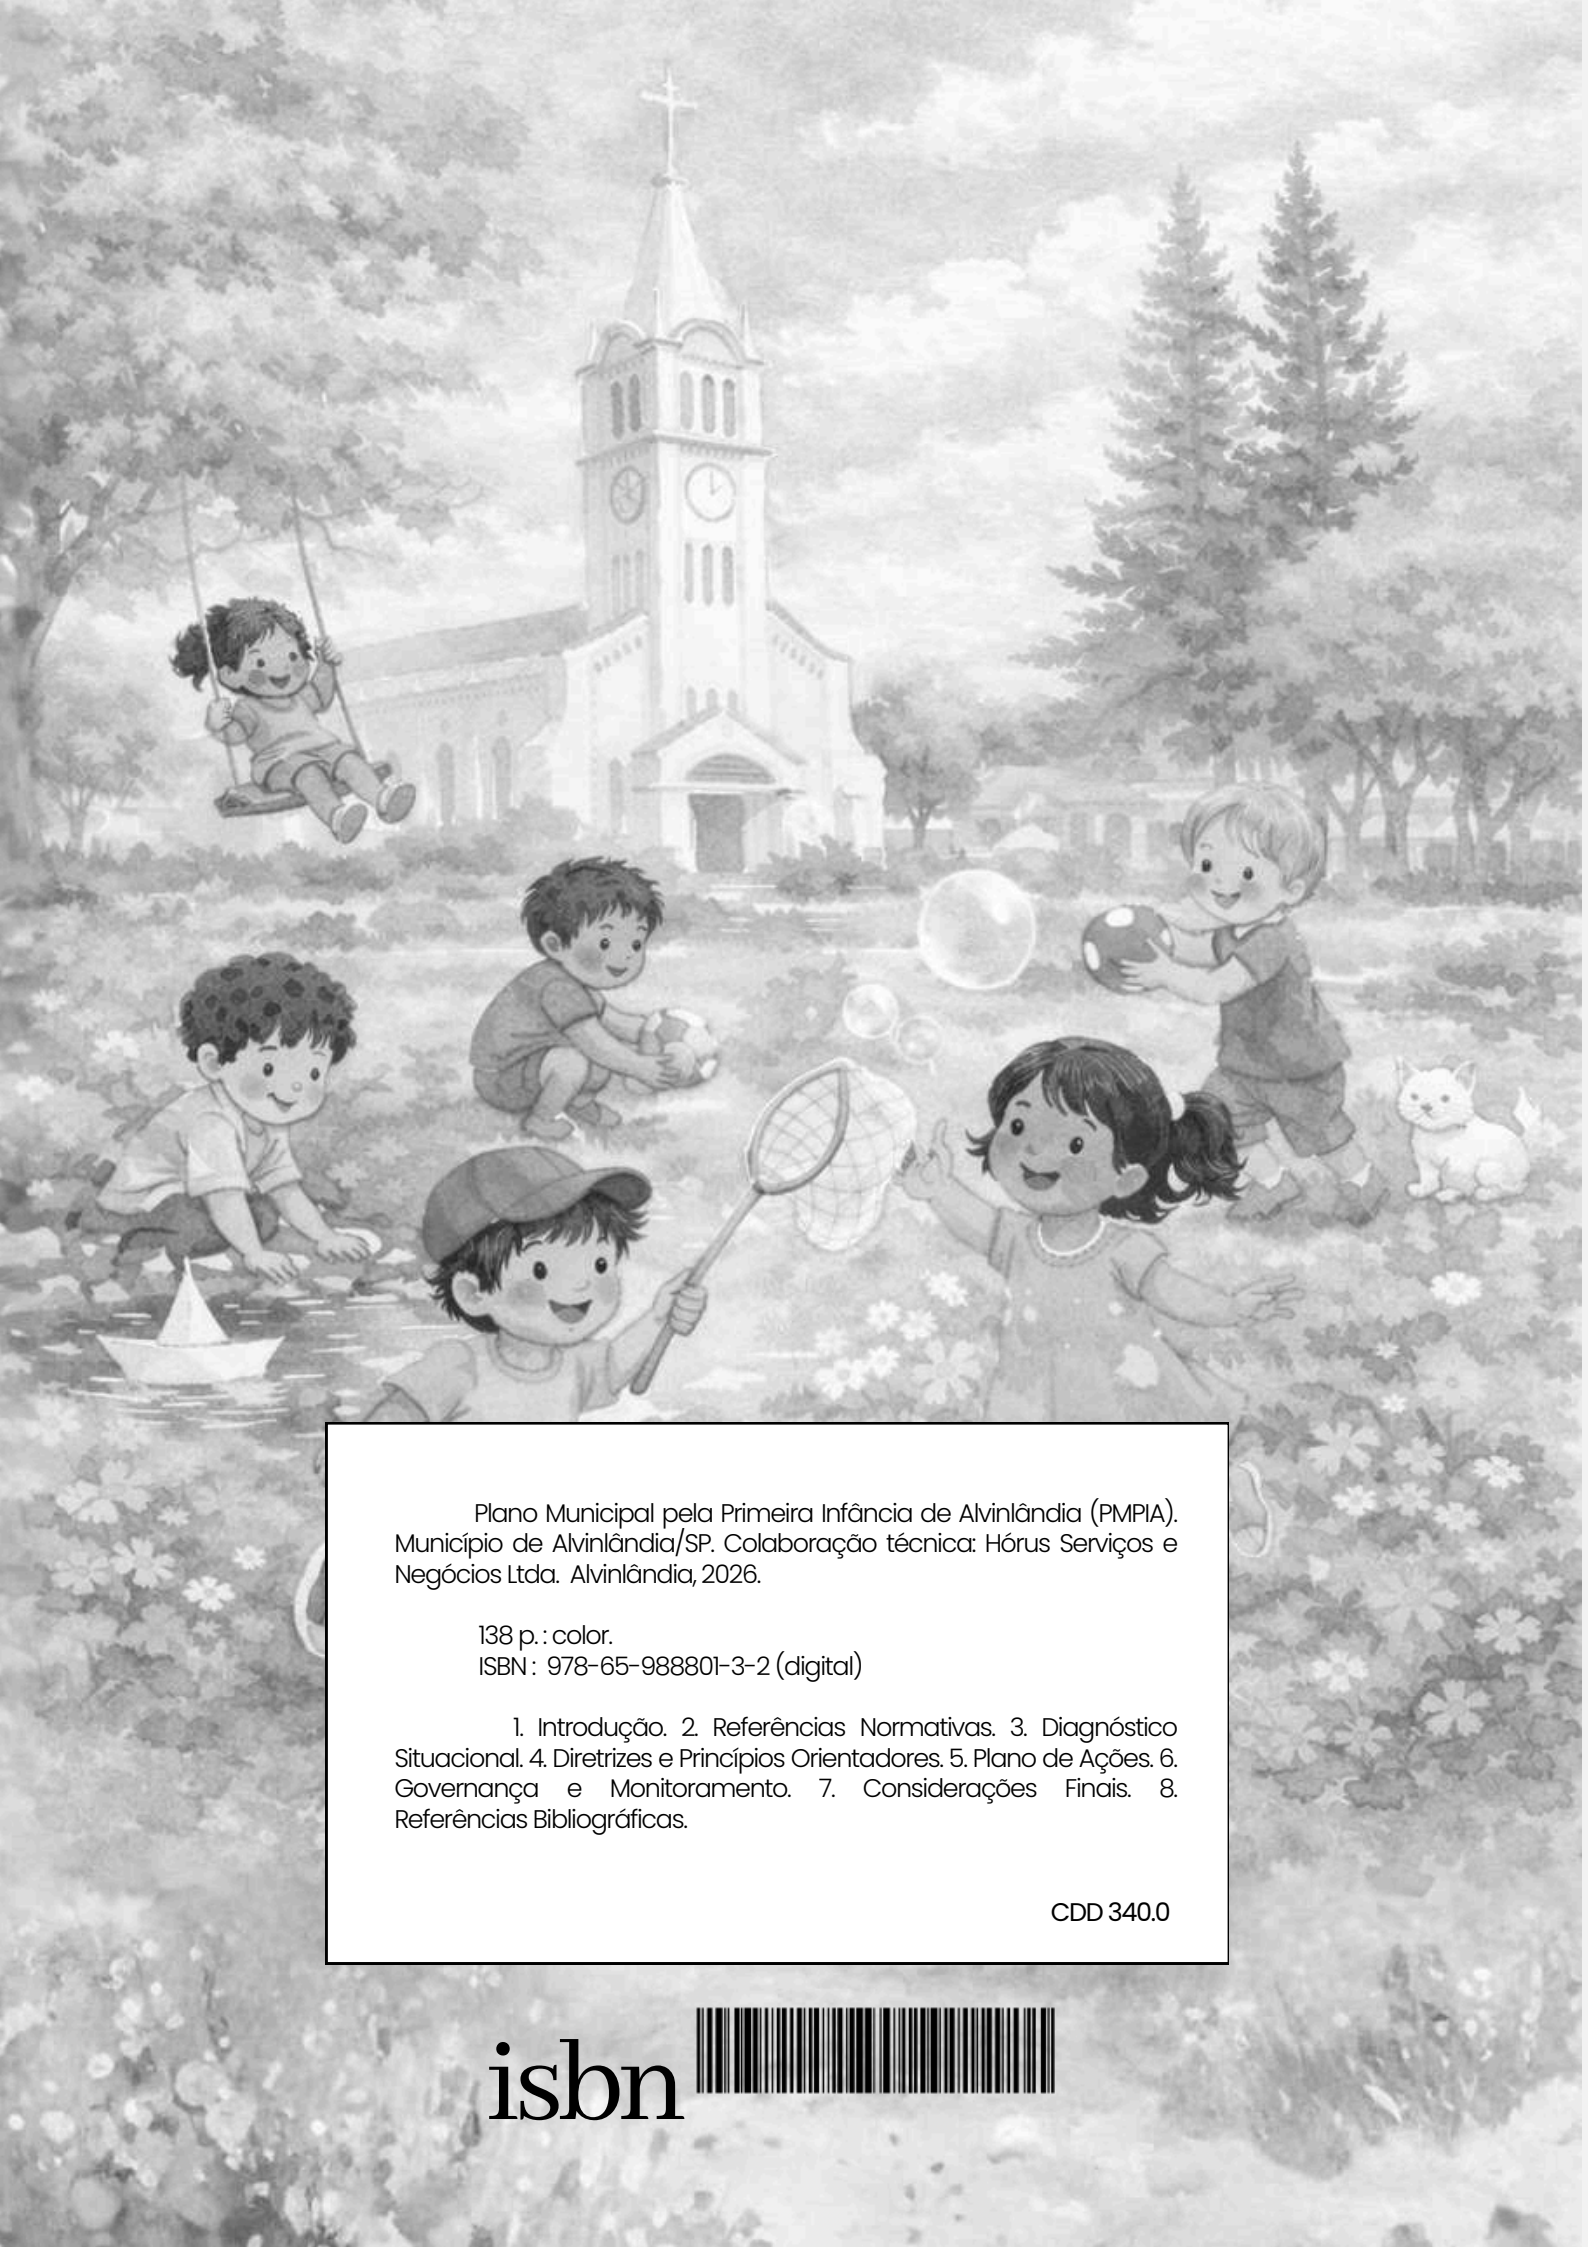 Plano Municipal pela Primeira Infância de Alvinlândia (PMPIA).
Município de Alvinlândia/SP. Colaboração técnica: Hórus Serviços e
Negócios Ltda. Alvinlândia, 2026.
138 p. : color.
ISBN : 978-65-988801-3-2 (digital)
1. Introdução. 2. Referências Normativas. 3. Diagnóstico
Situacional. 4. Diretrizes e Princípios Orientadores. 5. Plano de Ações. 6.
Governança e Monitoramento. 7. Considerações Finais. 8.
Referências Bibliográficas.
CDD 340.0
isbn